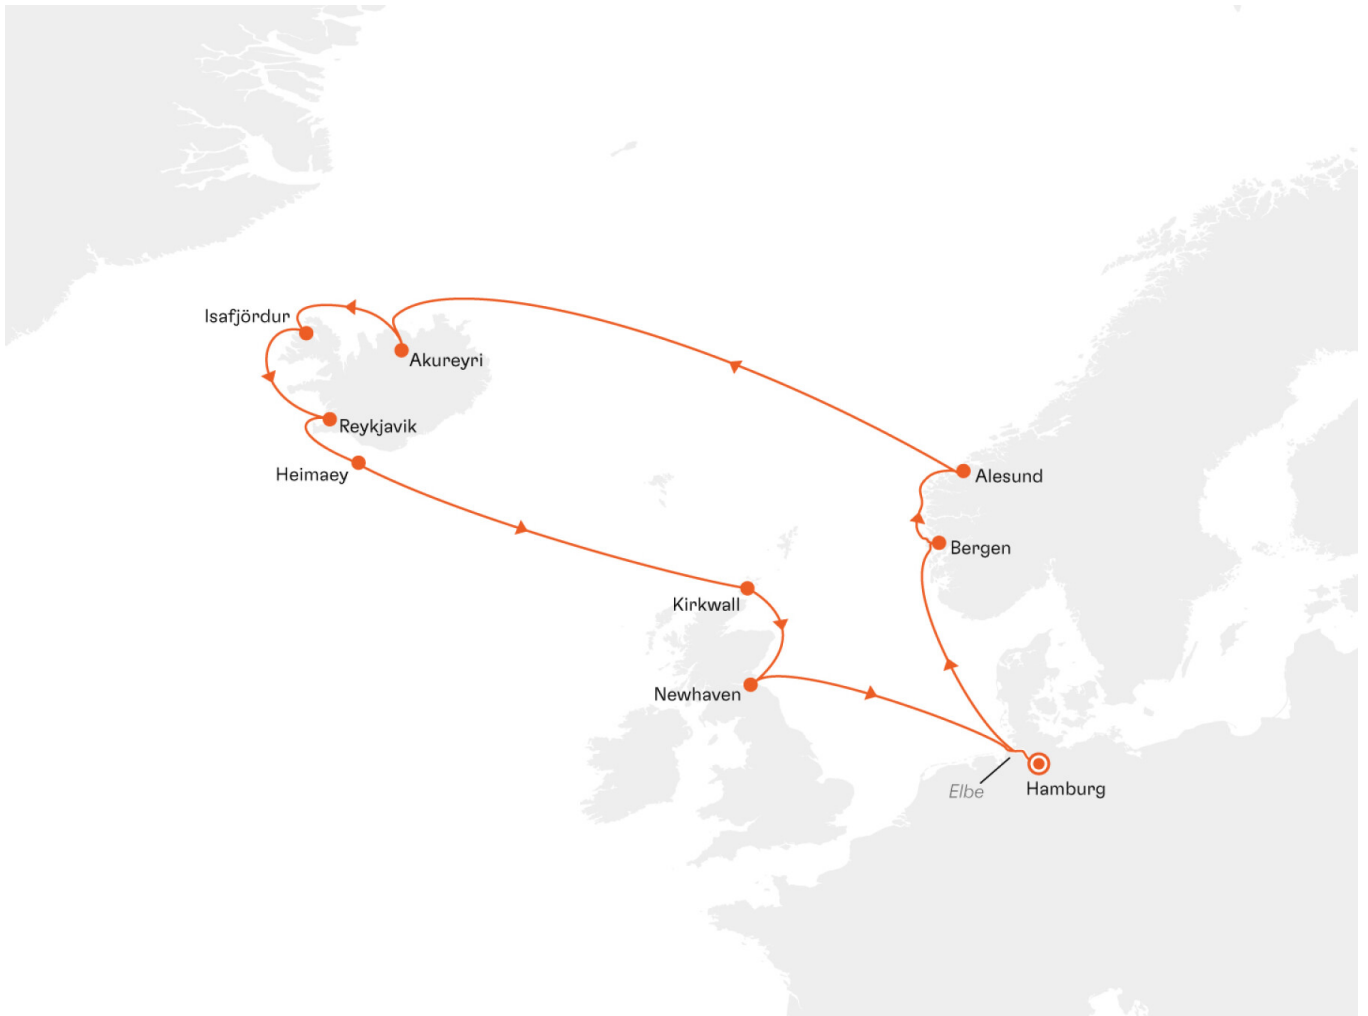 Isafjördur
Akureyri
Reykjavik
Heimaey
Alesund
Bergen
Kirkwall
Newhaven
Elbe
Hamburg